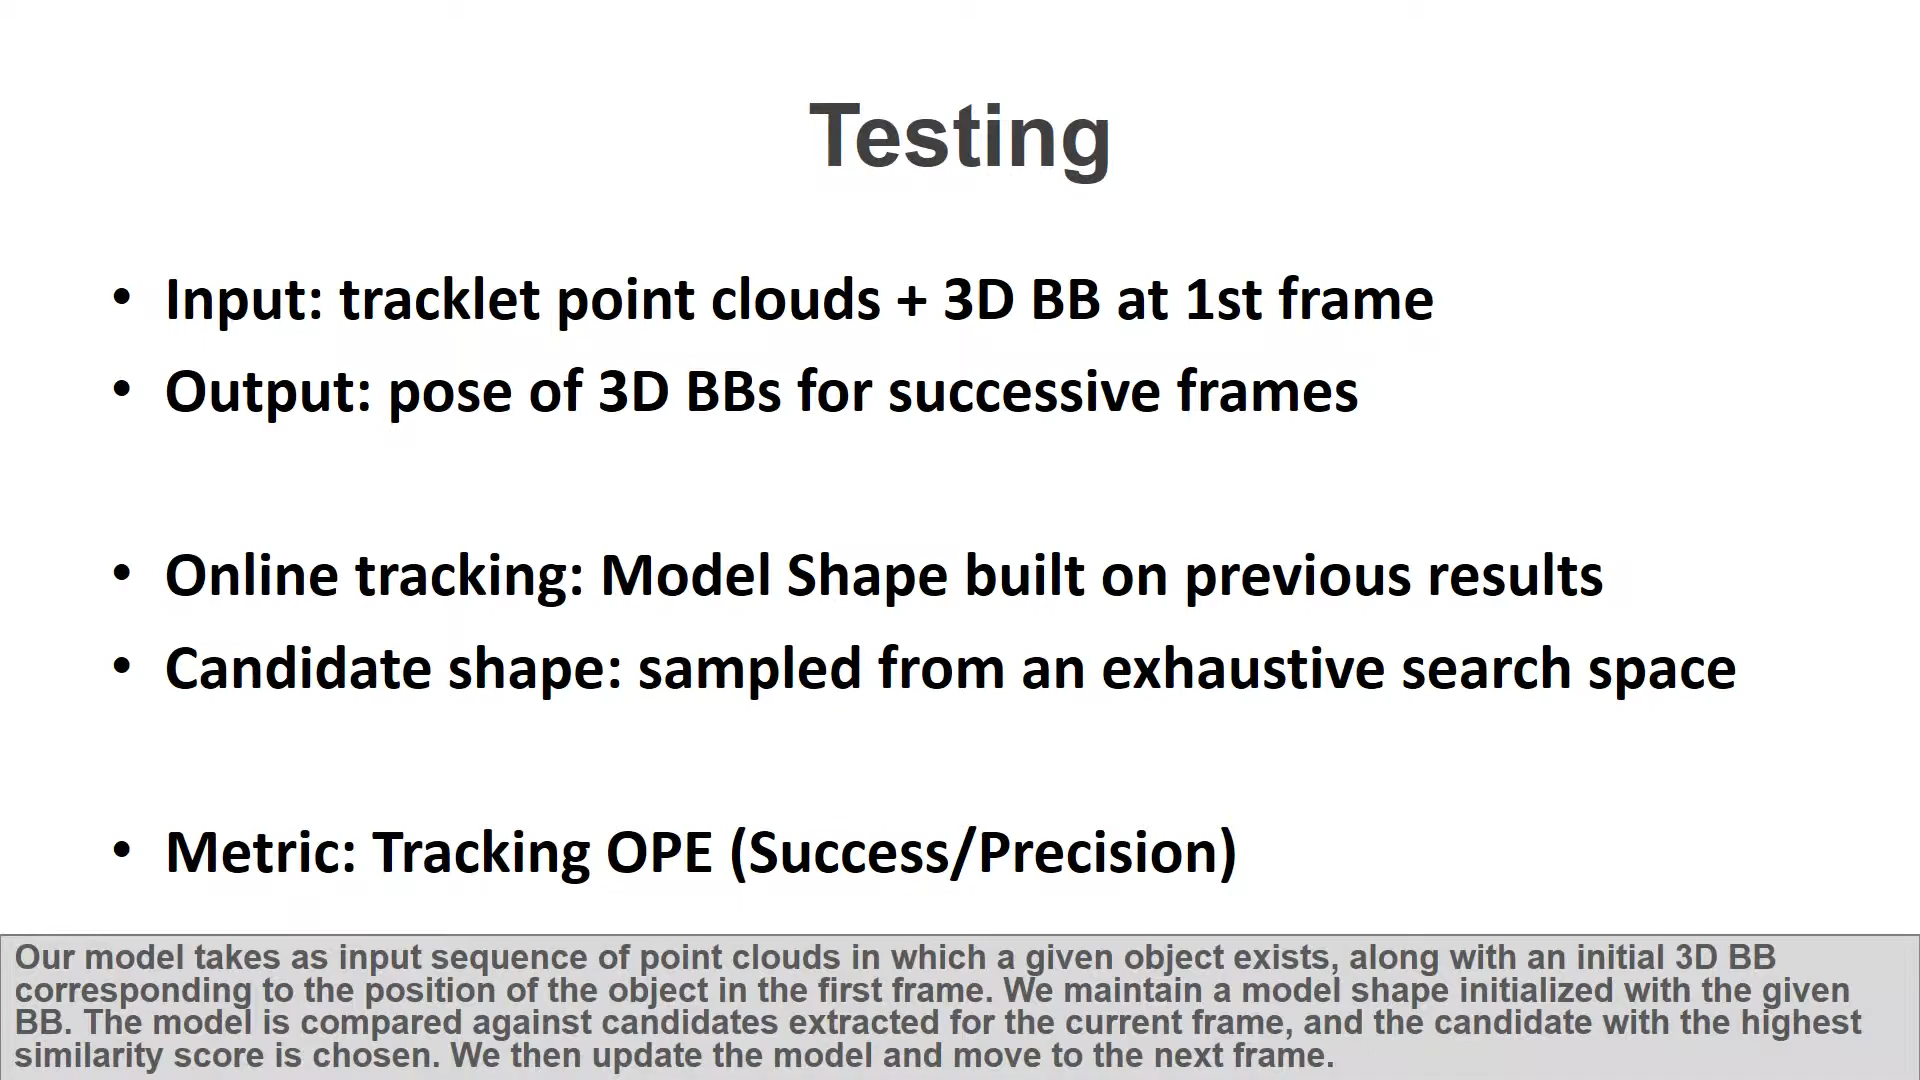 Testing
• Input: tracklet point clouds + 3D BB at 1st frame
• Output: pose of 3D BBs for successive frames
• Online tracking: Model Shape built on previous results
• Candidate shape: sampled from an exhaustive search space
• Metric: Tracking OPE (Success/Precision)
Our model takes as input sequence of point clouds in which a given object exists, along with an initial 3D BB
corresponding to the position of the object in the first frame. We maintain a model shape initialized with the given
BB. The model is compared against candidates extracted for the current frame, and the candidate with the highest
similarity score is chosen. We then update the model and move to the next frame.